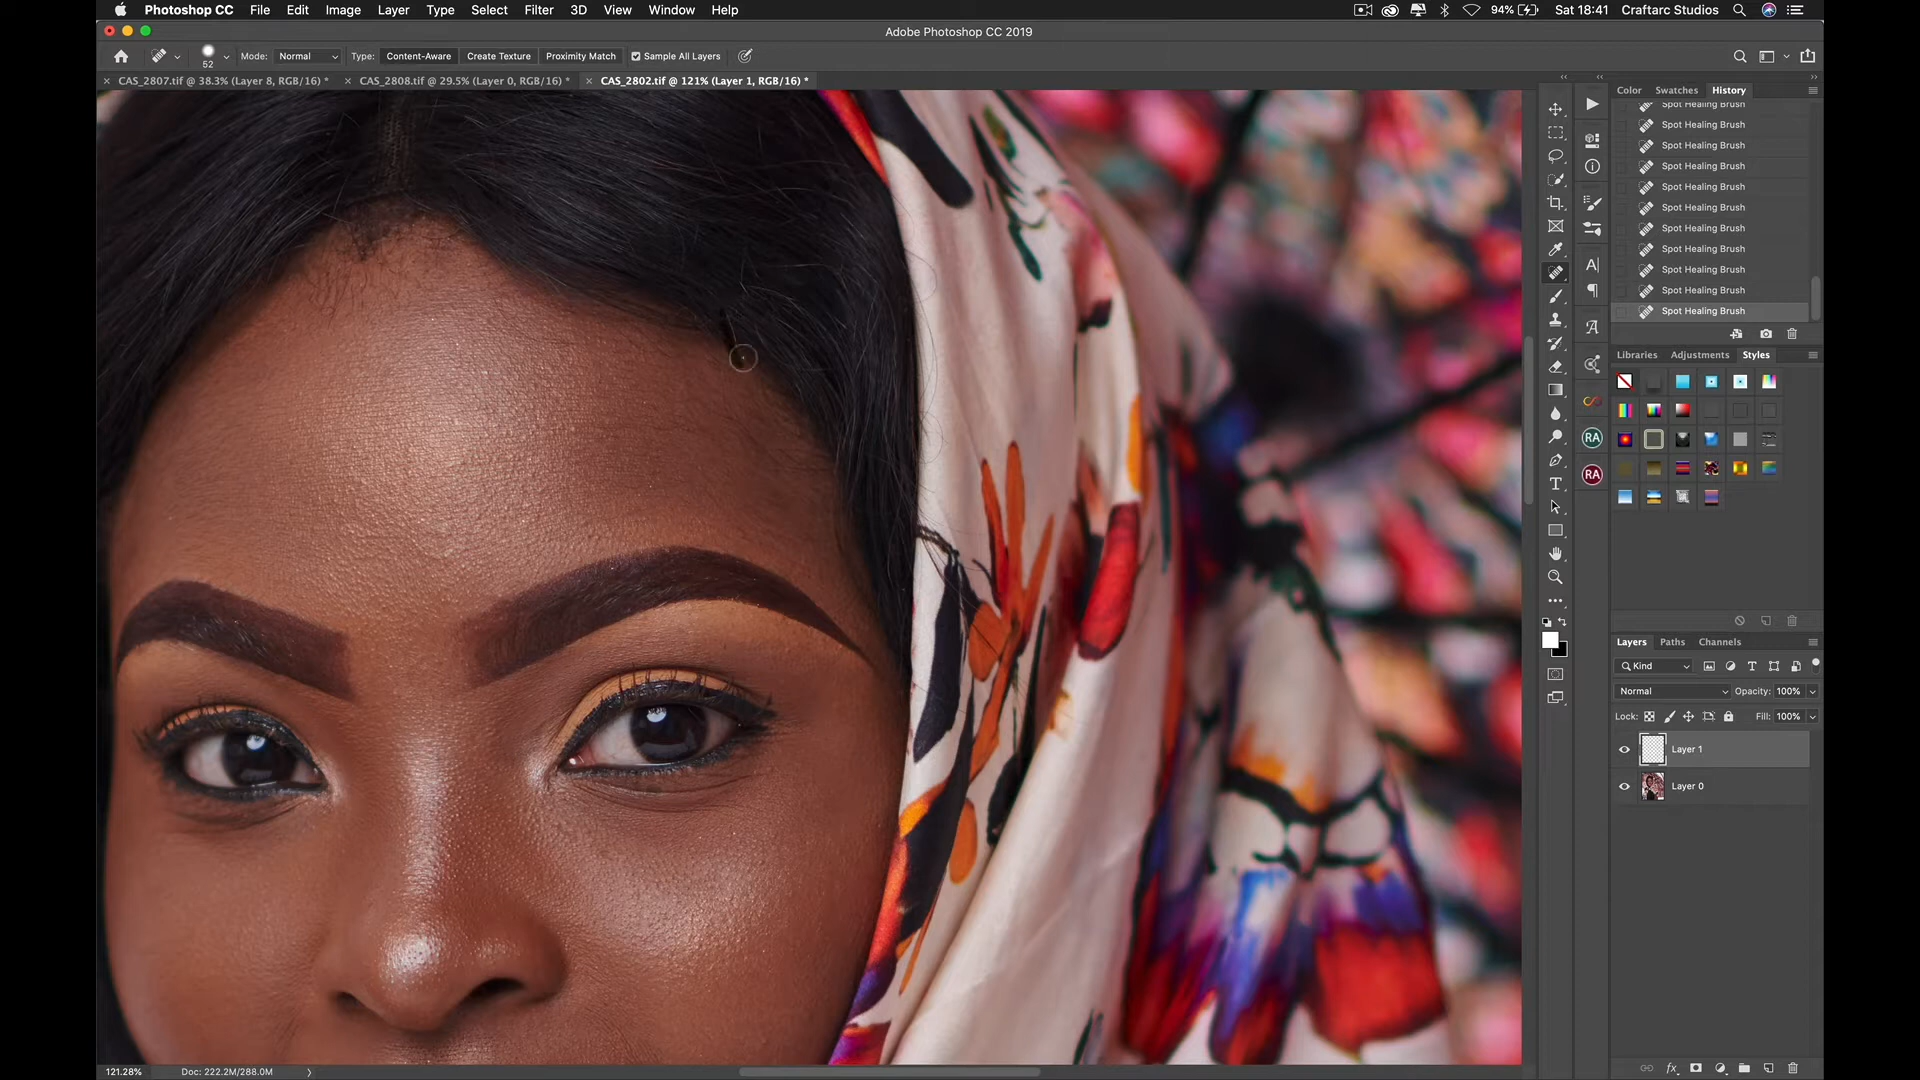 Photoshop CC File Edit Image Layer Type Select Filter 3D View Window Help 94% Sat 18:41 Craftarc Studios
Adobe Photoshop CC 2019
52 Mode: Normal Type: Content-Aware Create Texture Proximity Match Sample All Layers
CAS_2807.tif @ 38.3% (Layer 8, RGB/16) * CAS_2808.tif @ 29.5% (Layer 0, RGB/16) * CAS_2802.tif @ 121% (Layer 1, RGB/16) *
Color Swatches History
Spot Healing Brush
Spot Healing Brush
Spot Healing Brush
Spot Healing Brush
Spot Healing Brush
Spot Healing Brush
Spot Healing Brush
Spot Healing Brush
Spot Healing Brush
Spot Healing Brush
Spot Healing Brush
Libraries Adjustments Styles
RA
RA
Layers Paths Channels
Kind
Normal Opacity: 100%
Lock: Fill: 100%
Layer 1
Layer 0
fx
121.28% Doc: 222.2M/288.0M